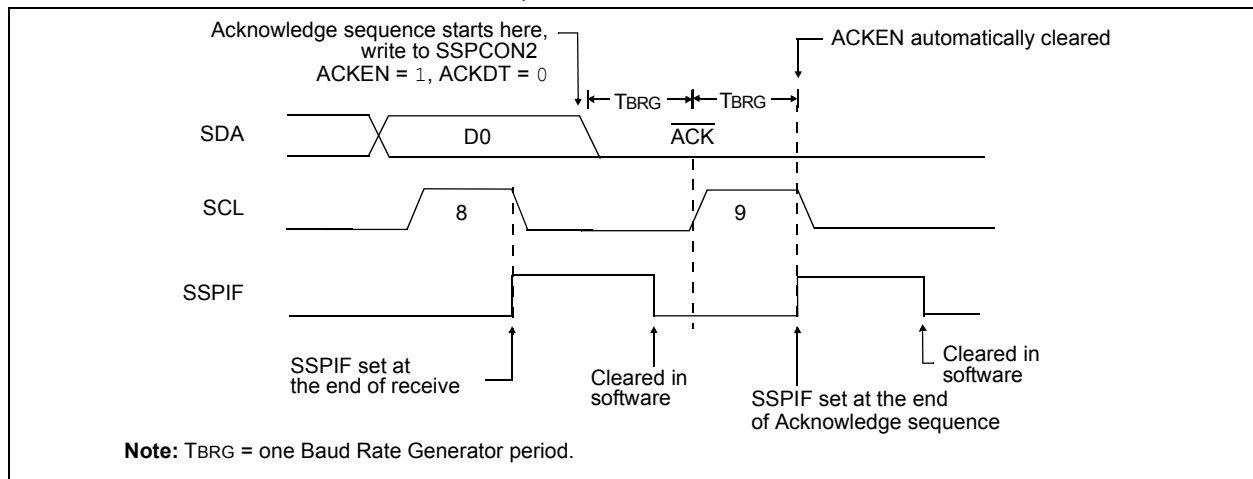 Acknowledge sequence starts here,
write to SSPCON2
ACKEN = 1, ACKDT = 0
ACKEN automatically cleared
TBRG
TBRG
SDA
D0
ACK
SCL
8
9
SSPIF
SSPIF set at
the end of receive
Cleared in
software
SSPIF set at the end
of Acknowledge sequence
Cleared in
software
Note: TBRG = one Baud Rate Generator period.